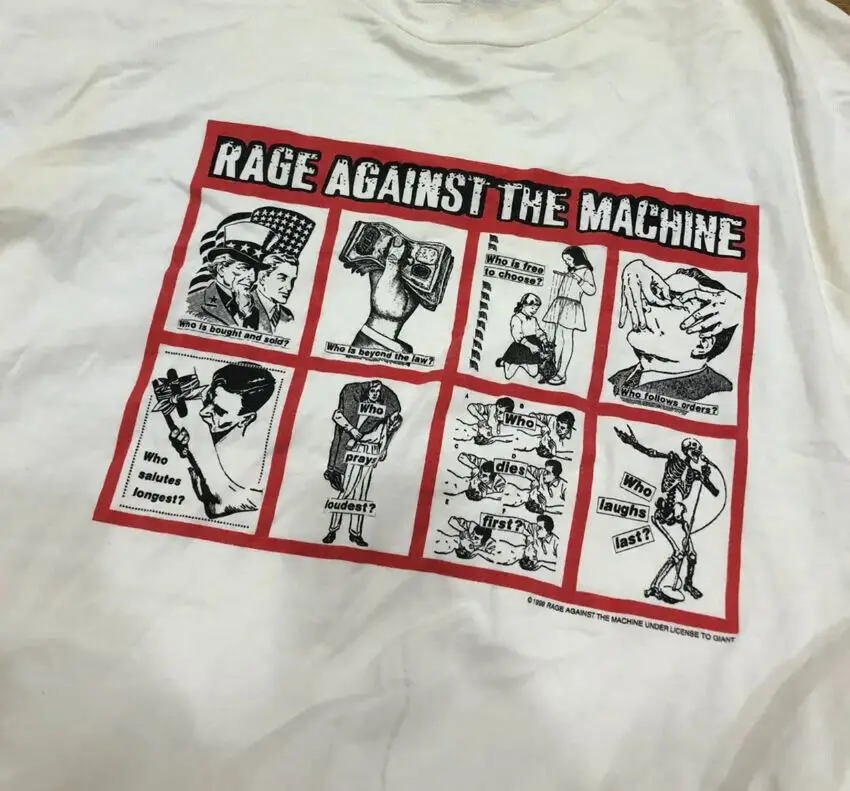 RAGE AGAINST THE MACHINE
Who is bought and sold?
Who is beyond the law?
Who is free
to choose?
Who follows orders?
Who
salutes
longest?
Who
prays
loudest?
A
B
Who
C
dies
E
first?
Who
laughs
last?
© 1999 RAGE AGAINST THE MACHINE UNDER LICENSE TO GIANT